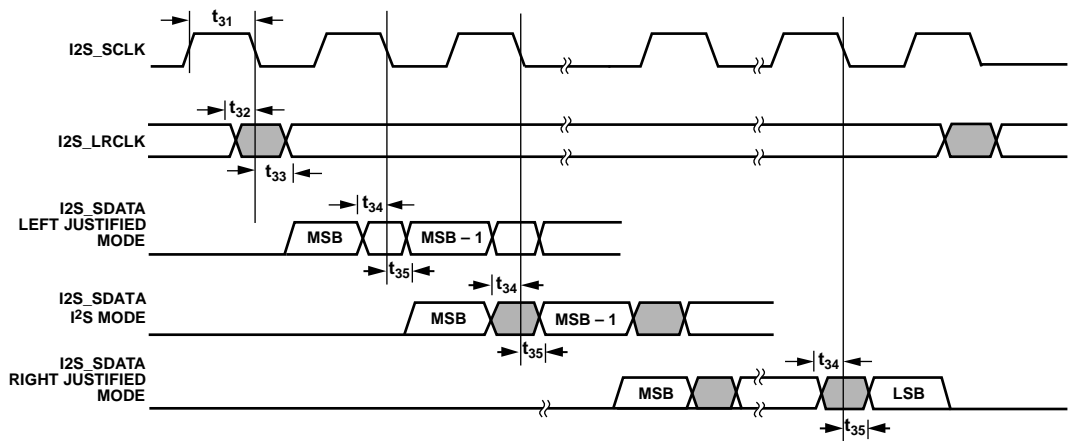 t31
I2S_SCLK
t32
I2S_LRCLK
t33
I2S_SDATA
LEFT JUSTIFIED
MODE
t34
MSB
MSB – 1
t35
I2S_SDATA
I2S MODE
t34
MSB
MSB – 1
t35
I2S_SDATA
RIGHT JUSTIFIED
MODE
t34
MSB
LSB
t35